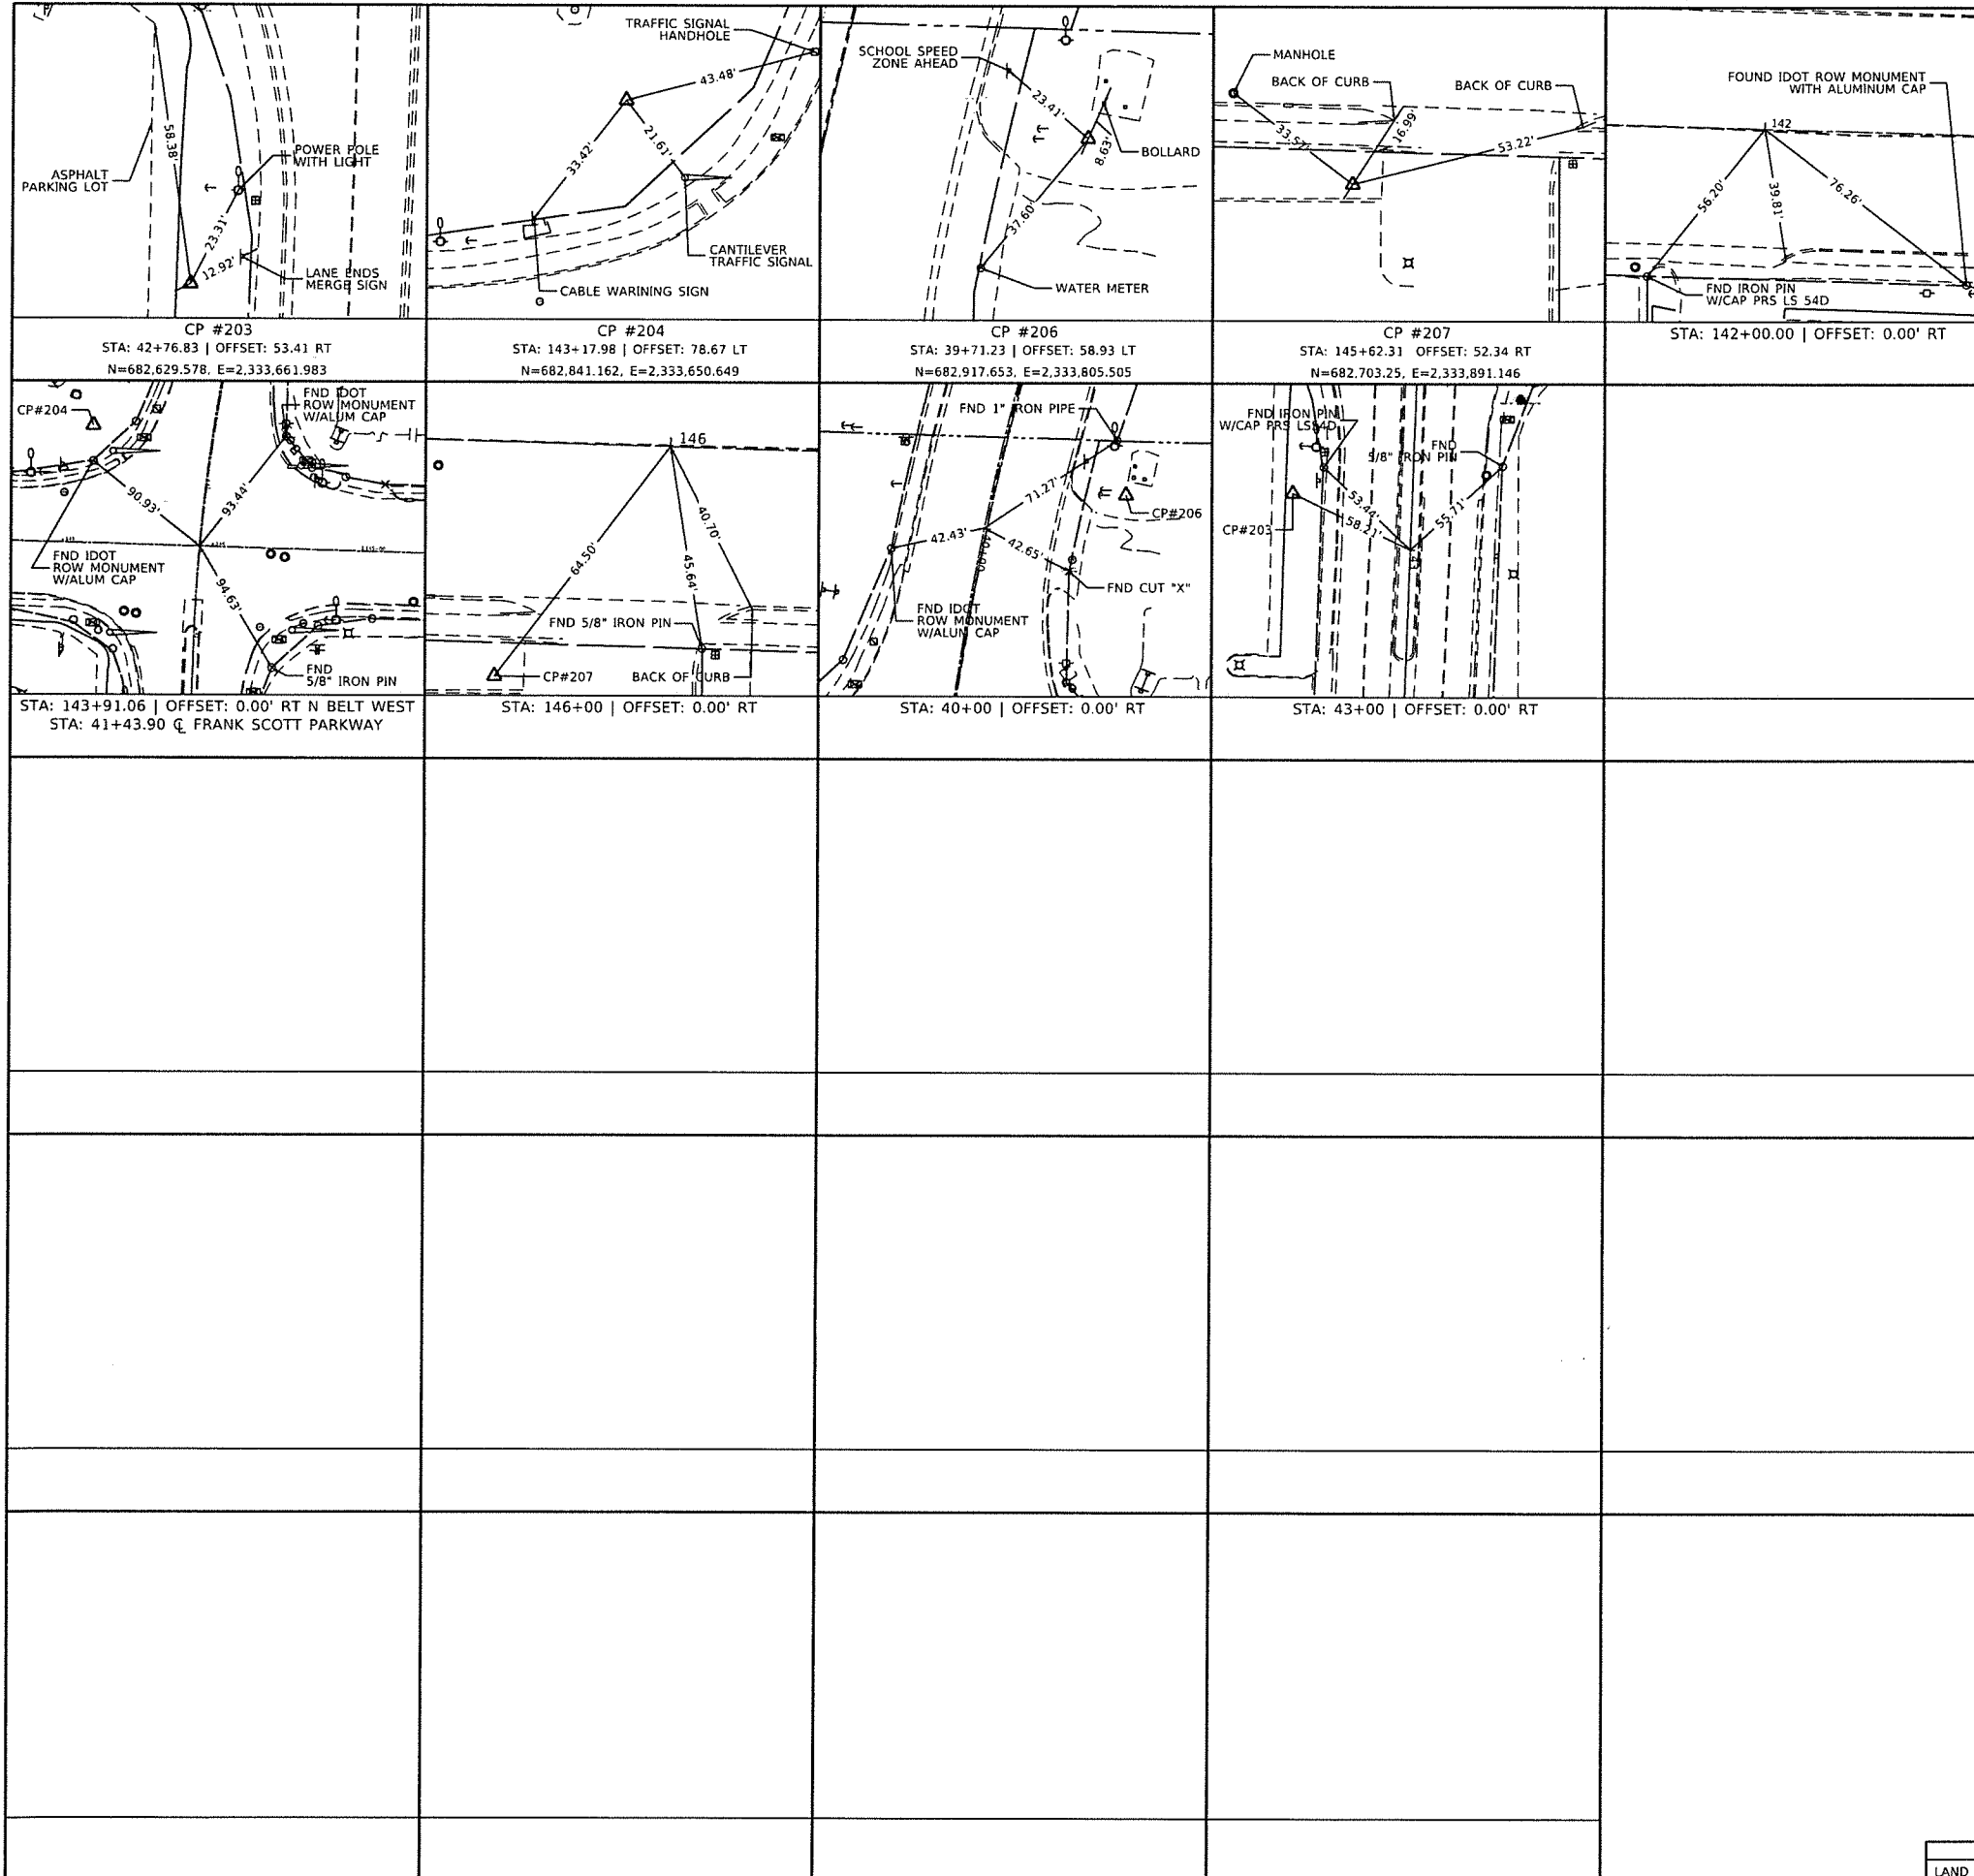 58.38'
POWER POLE
WITH LIGHT
ASPHALT
PARKING LOT
23.31'
12.92'
LANE ENDS
MERGE SIGN
CP #203
STA: 42+76.83 | OFFSET: 53.41 RT
N=682,629.578, E=2,333,661.983
TRAFFIC SIGNAL
HANDHOLE
43.48'
33.42'
21.61'
CANTILEVER
TRAFFIC SIGNAL
CABLE WARINING SIGN
CP #204
STA: 143+17.98 | OFFSET: 78.67 LT
N=682,841.162, E=2,333,650.649
SCHOOL SPEED
ZONE AHEAD
23.41'
8.63'
BOLLARD
37.60'
WATER METER
CP #206
STA: 39+71.23 | OFFSET: 58.93 LT
N=682,917.653, E=2,333,805.505
MANHOLE
BACK OF CURB
BACK OF CURB
16.99'
53.22'
CP #207
STA: 145+62.31 OFFSET: 52.34 RT
N=682,703.25, E=2,333,891.146
FOUND IDOT ROW MONUMENT
WITH ALUMINUM CAP
142
56.20'
39.81'
76.26'
FND IRON PIN
W/CAP PRS LS 54D
STA: 142+00.00 | OFFSET: 0.00' RT
CP#204
FND IDOT
ROW MONUMENT
W/ALUM CAP
90.93'
93.44'
FND IDOT
ROW MONUMENT
W/ALUM CAP
94.63'
FND
5/8" IRON PIN
STA: 143+91.06 | OFFSET: 0.00' RT N BELT WEST
STA: 41+43.90 ℄ FRANK SCOTT PARKWAY
146
64.50'
45.64'
40.70'
FND 5/8" IRON PIN
CP#207
BACK OF CURB
STA: 146+00 | OFFSET: 0.00' RT
FND 1" IRON PIPE
71.27'
CP#206
42.43'
40+00
42.65'
FND CUT "X"
FND IDOT
ROW MONUMENT
W/ALUM CAP
STA: 40+00 | OFFSET: 0.00' RT
FND IRON PIN
W/CAP PRS LS54D
FND
5/8" IRON PIN
53.44'
58.21'
55.71'
CP#203
STA: 43+00 | OFFSET: 0.00' RT
LAND